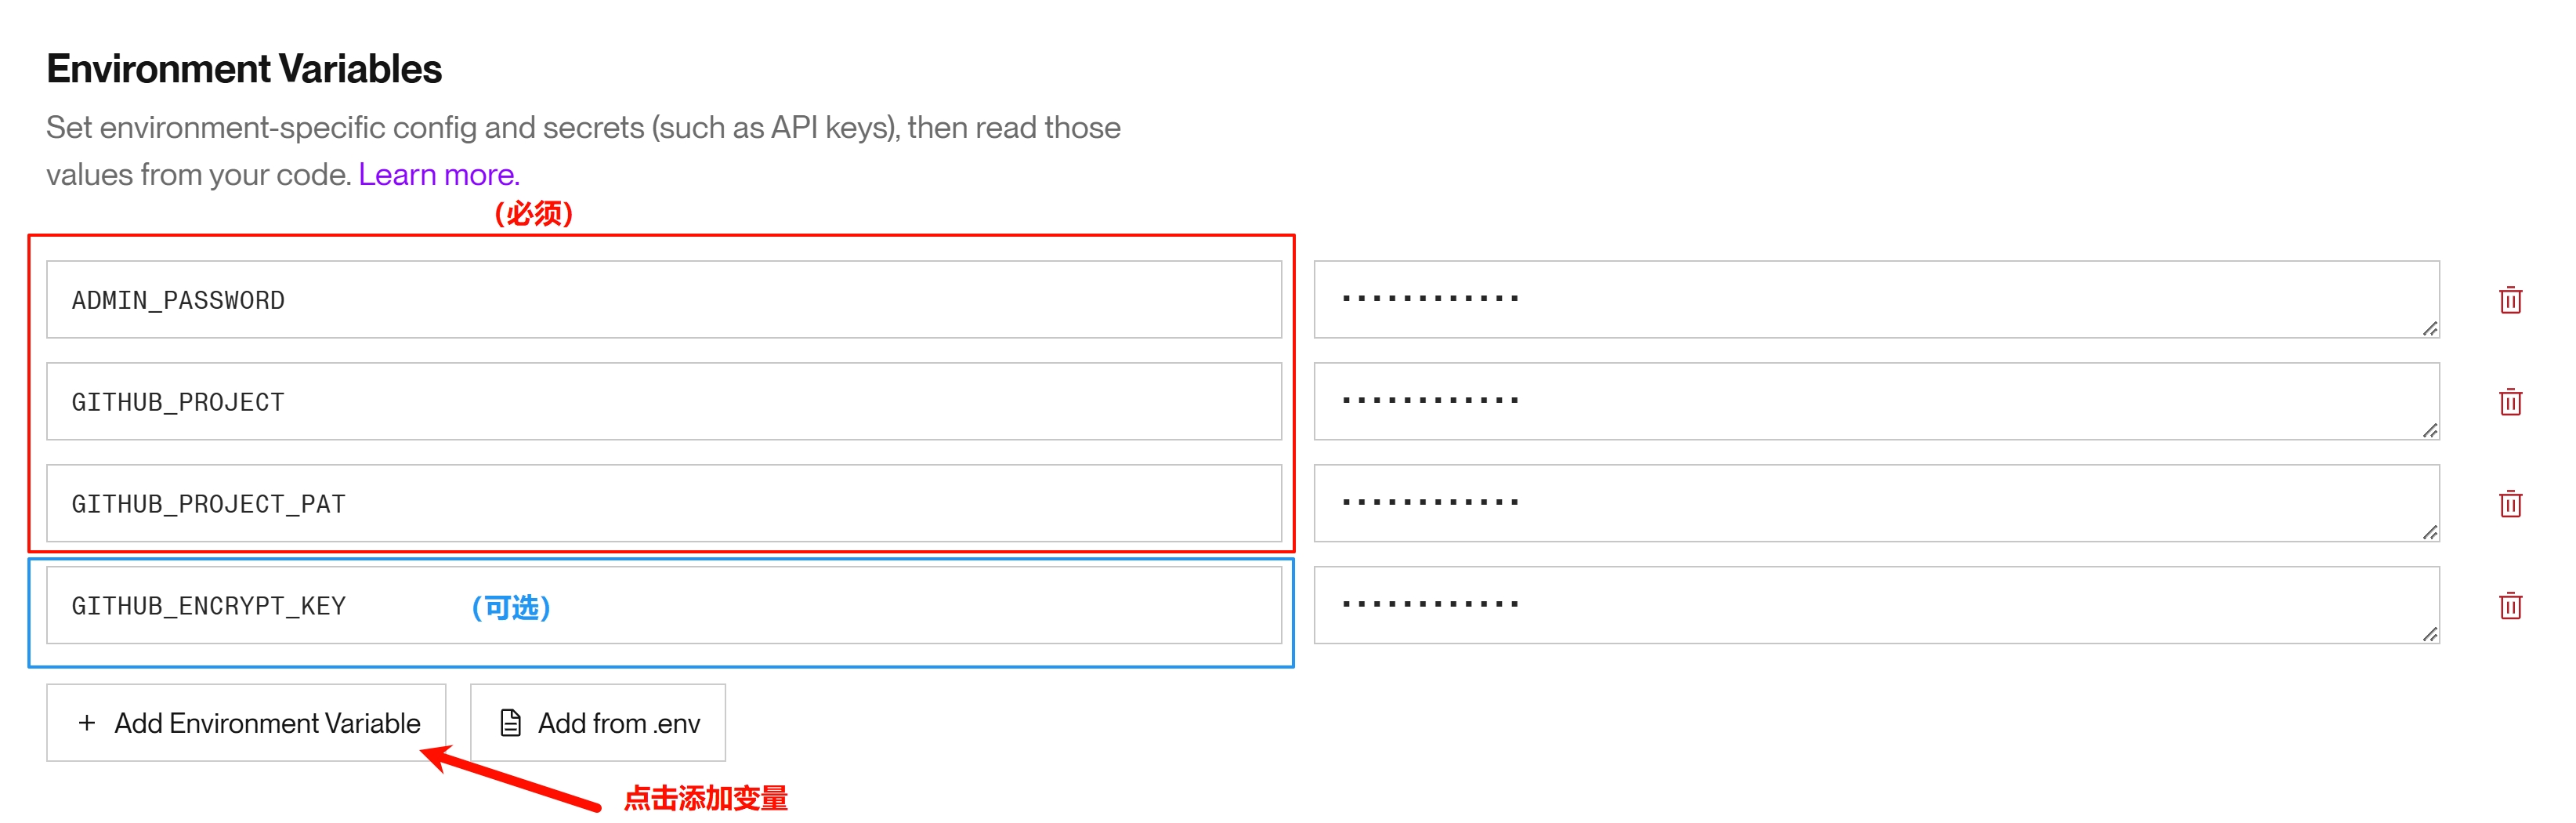 Environment Variables
Set environment-specific config and secrets (such as API keys), then read those
values from your code. Learn more.
(必须)
ADMIN_PASSWORD
GITHUB_PROJECT
GITHUB_PROJECT_PAT
GITHUB_ENCRYPT_KEY (可选)
+ Add Environment Variable Add from .env
点击添加变量